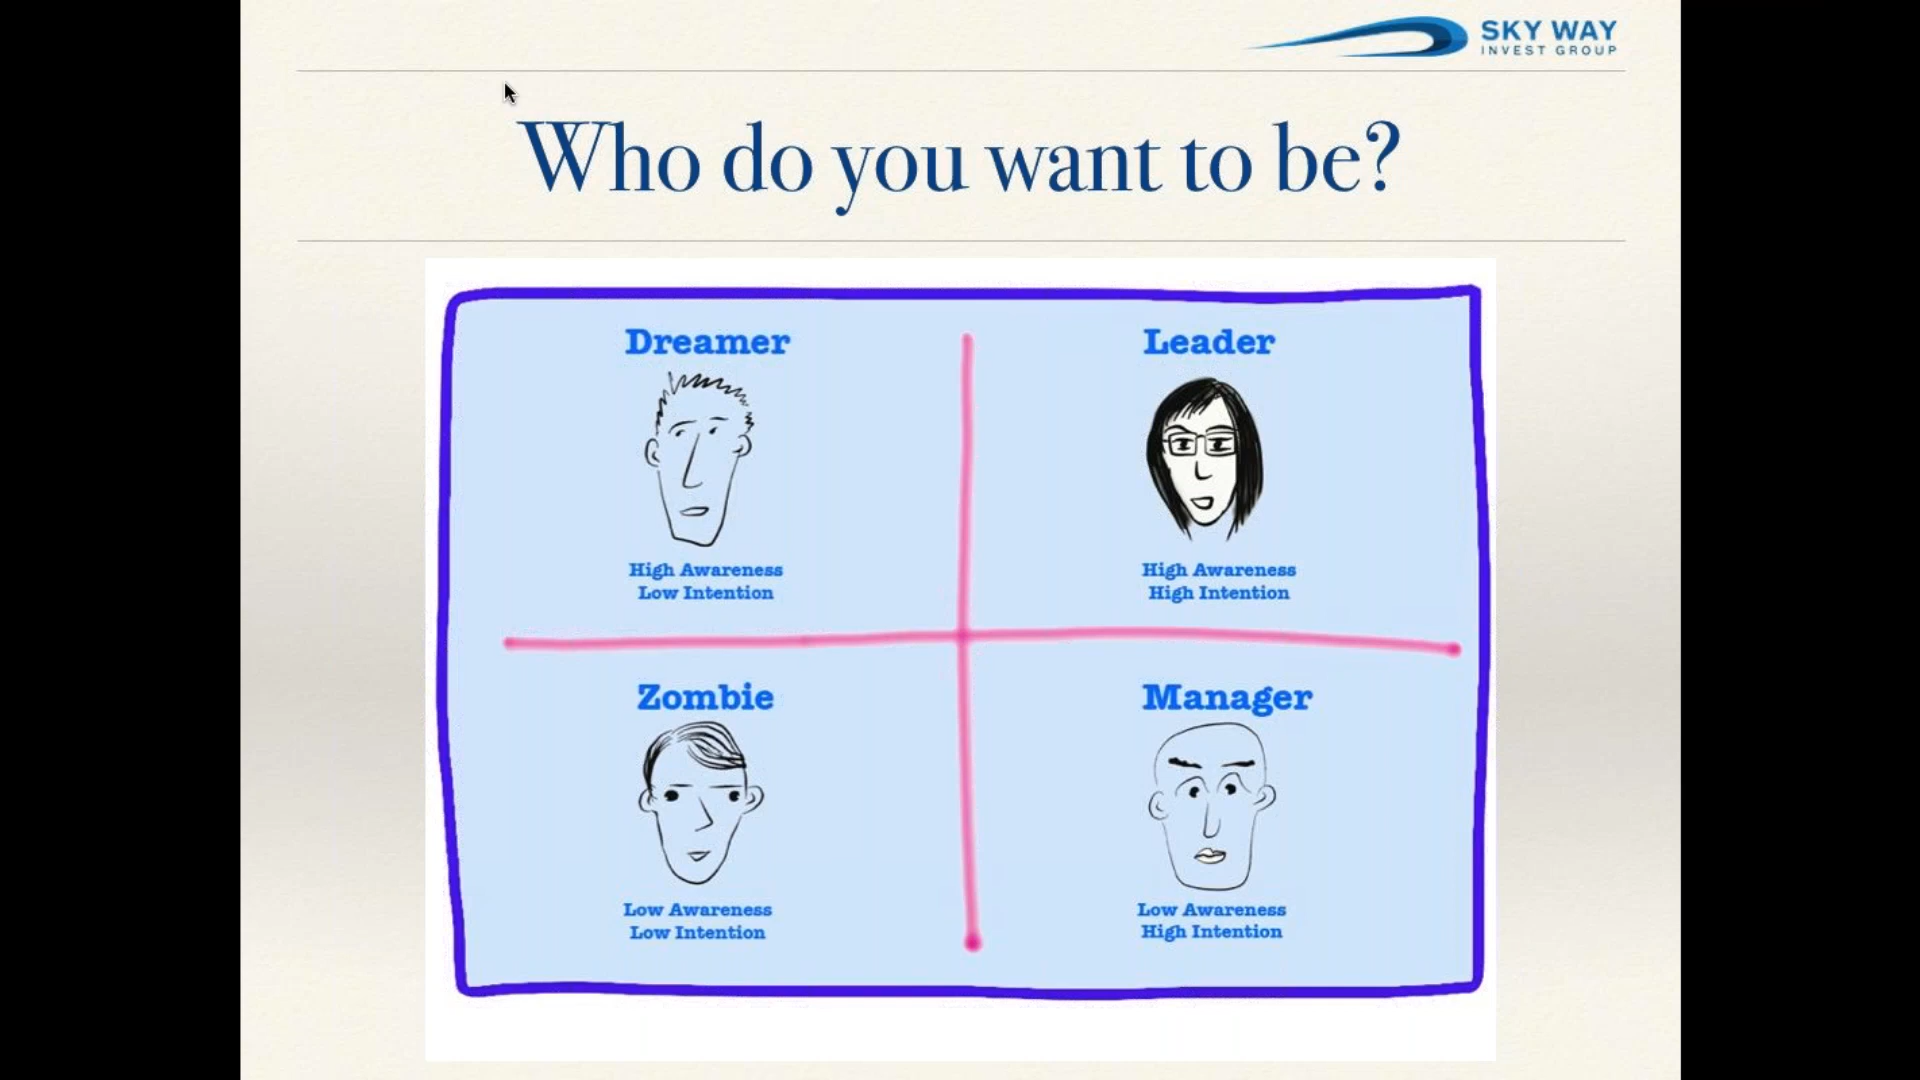 SKY WAY
INVEST GROUP
Who do you want to be?
Dreamer
High Awareness
Low Intention
Leader
High Awareness
High Intention
Zombie
Low Awareness
Low Intention
Manager
Low Awareness
High Intention